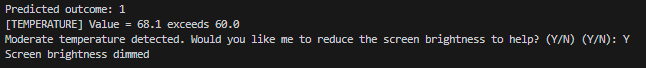 Predicted outcome: 1
[TEMPERATURE] Value = 68.1 exceeds 60.0
Moderate temperature detected. Would you like me to reduce the screen brightness to help? (Y/N) (Y/N): Y
Screen brightness dimmed